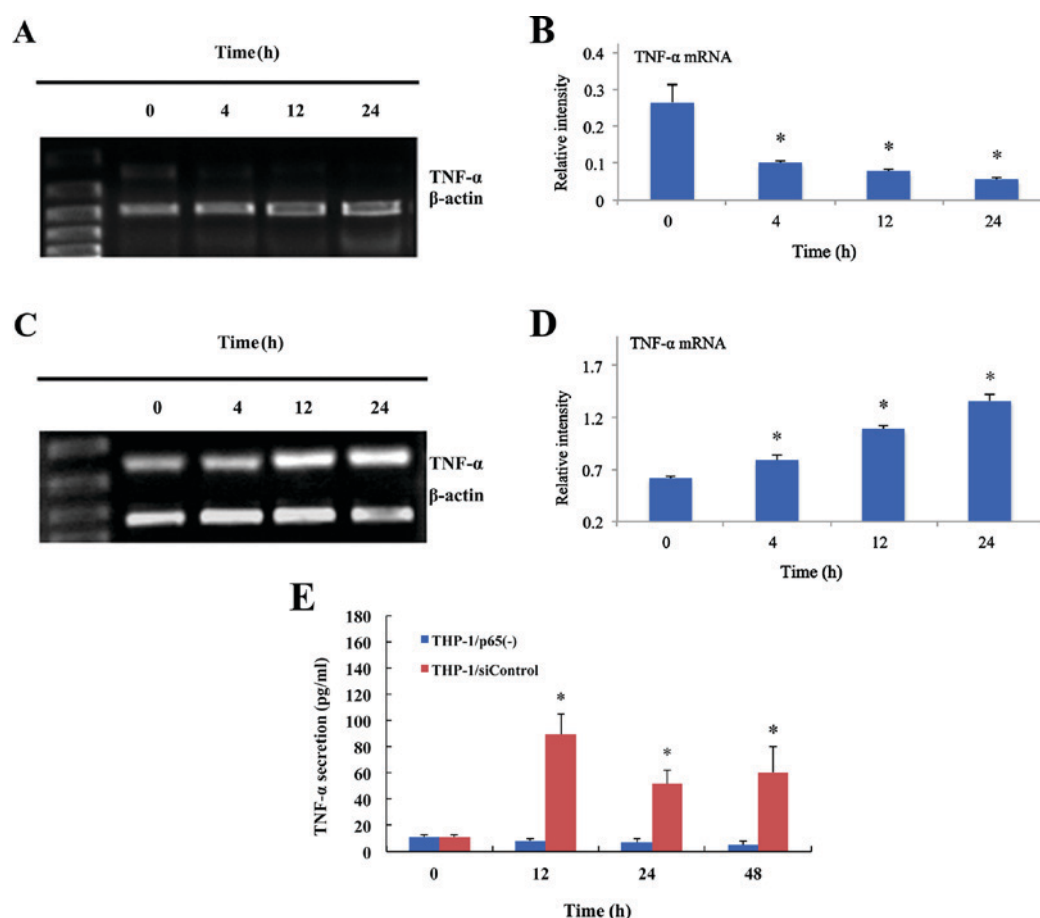 A
Time (h)
0 4 12 24
TNF-α
β-actin
B
TNF-α mRNA
Relative intensity
0.4
0.3
0.2
0.1
0
0 4 12 24
* * *
Time (h)
C
Time (h)
0 4 12 24
TNF-α
β-actin
D
TNF-α mRNA
Relative intensity
1.7
1.2
0.7
0.2
0 4 12 24
* * *
Time (h)
E
TNF-α secretion (pg/ml)
180
160
140
120
100
80
60
40
20
0
THP-1/p65(-)
THP-1/siControl
* * *
0 12 24 48
Time (h)